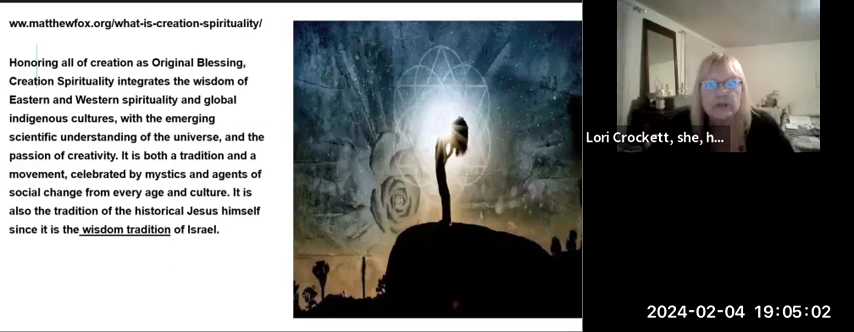 ww.matthewfox.org/what-is-creation-spirituality/
Honoring all of creation as Original Blessing,
Creation Spirituality integrates the wisdom of
Eastern and Western spirituality and global
indigenous cultures, with the emerging
scientific understanding of the universe, and the
passion of creativity. It is both a tradition and a
movement, celebrated by mystics and agents of
social change from every age and culture. It is
also the tradition of the historical Jesus himself
since it is the wisdom tradition of Israel.
Lori Crockett, she, h...
2024-02-04 19:05:02